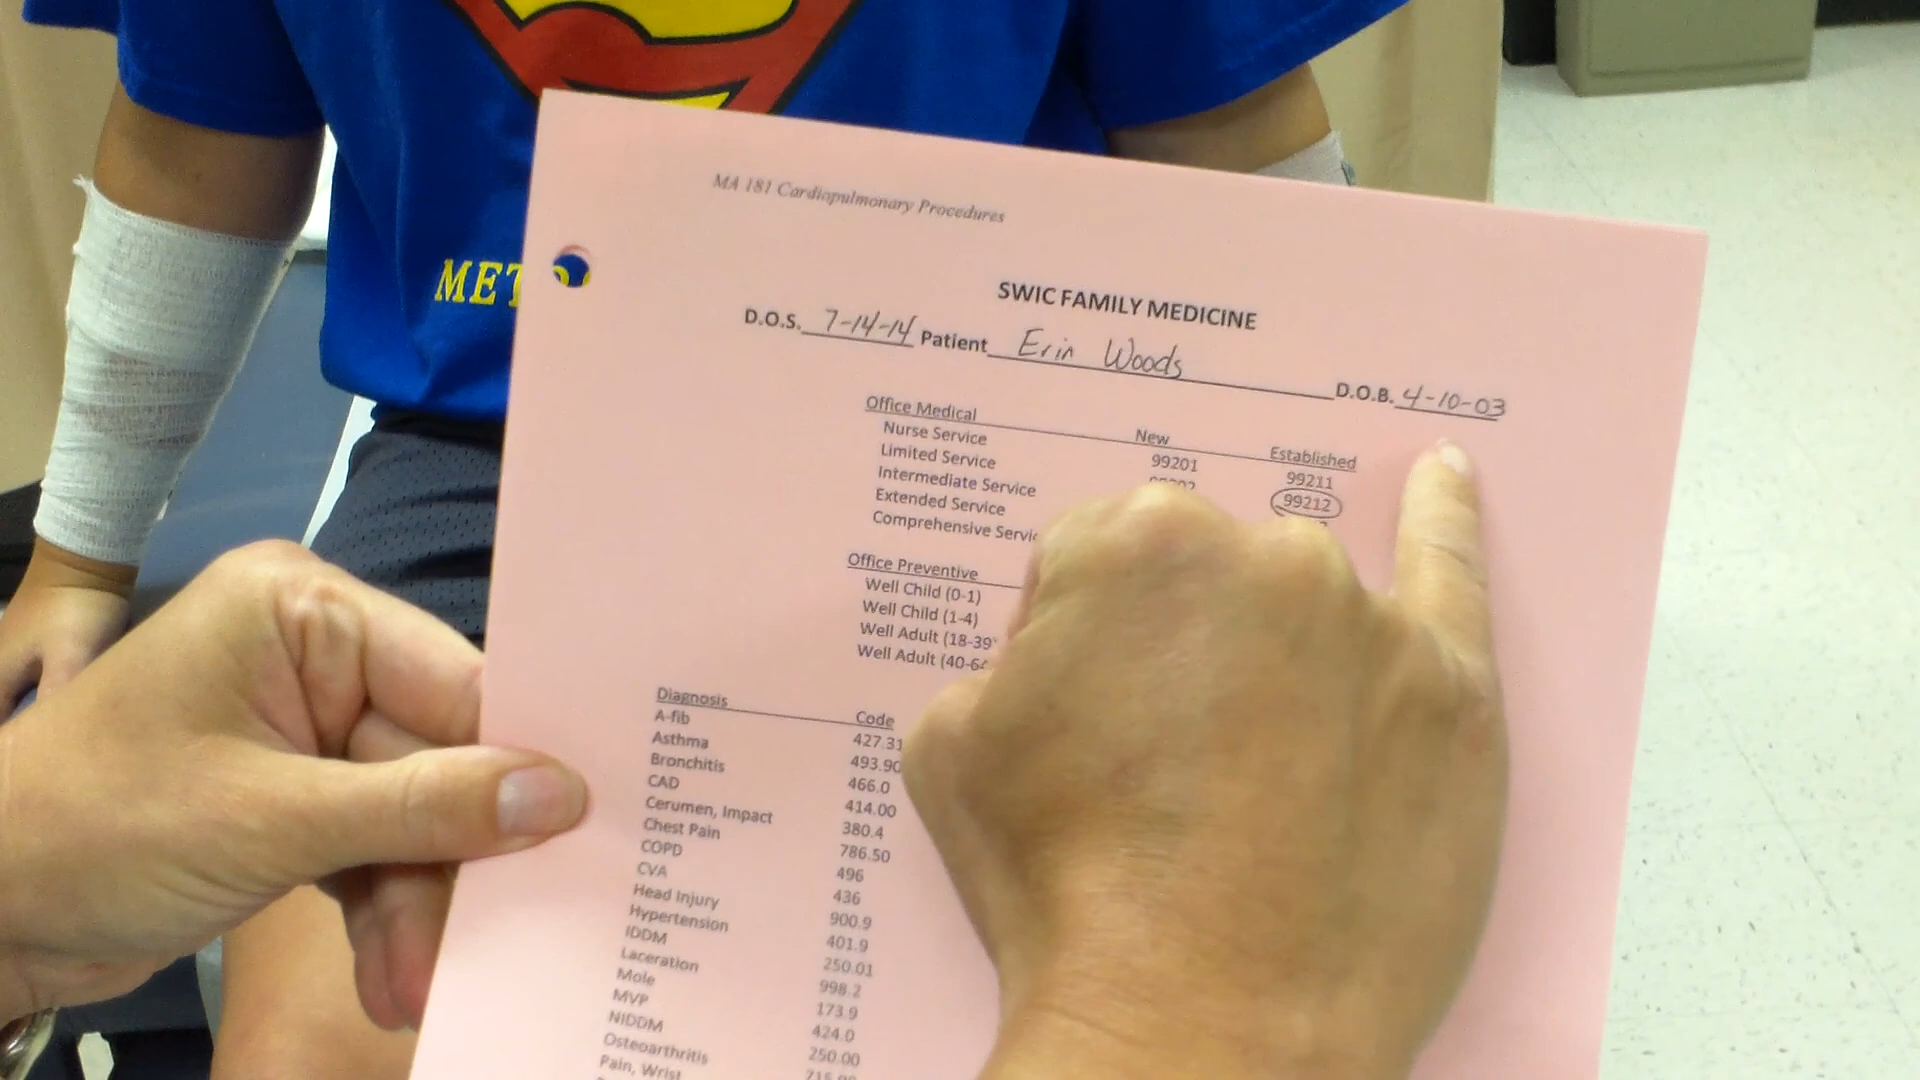 MET
MA 181 Cardiopulmonary Procedures
SWIC FAMILY MEDICINE
D.O.S. 7-14-14 Patient Erin Woods D.O.B. 4-10-03
Office Medical New Established
Nurse Service 99201 99211
Limited Service 99212
Intermediate Service
Extended Service
Comprehensive
Office Preventive
Well Child (0-1)
Well Child (1-4)
Well Adult (18-39
Well Adult (40-6
Diagnosis Code
A-fib 427.31
Asthma 493.90
Bronchitis 466.0
CAD 414.00
Cerumen, Impact 380.4
Chest Pain 786.50
COPD 496
CVA 436
Head Injury 900.9
Hypertension 401.9
IDDM 250.01
Laceration 998.2
Mole 173.9
MVP 424.0
NIDDM 250.00
Osteoarthritis
Pain, Wrist